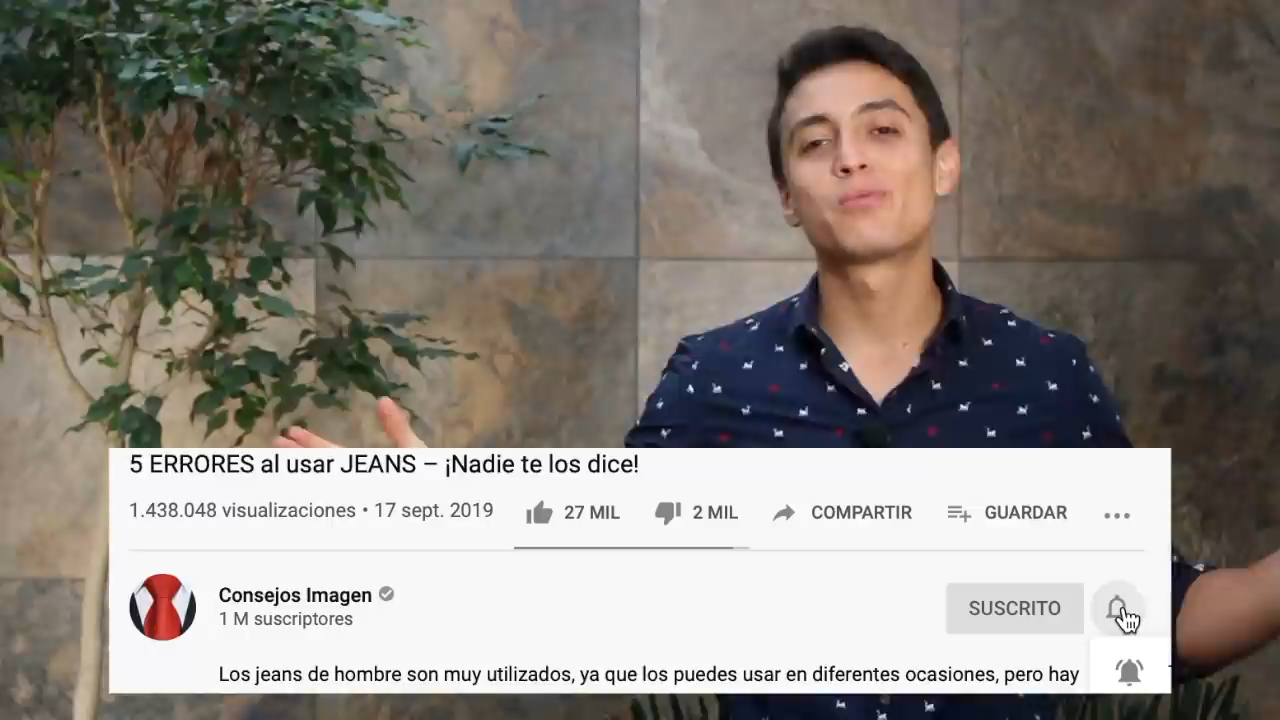 5 ERRORES al usar JEANS – ¡Nadie te los dice!
1.438.048 visualizaciones • 17 sept. 2019 27 MIL 2 MIL COMPARTIR GUARDAR
Consejos Imagen
1 M suscriptores
SUSCRITO
Los jeans de hombre son muy utilizados, ya que los puedes usar en diferentes ocasiones, pero hay